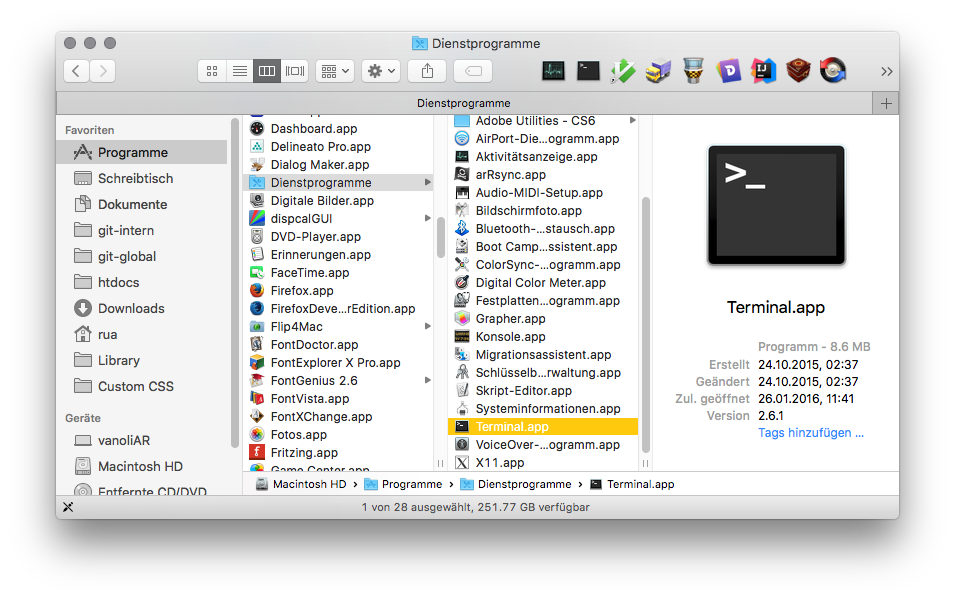 Dienstprogramme
Dienstprogramme
Favoriten
Programme
Schreibtisch
Dokumente
git-intern
git-global
htdocs
Downloads
rua
Library
Custom CSS
Geräte
vanoliAR
Macintosh HD
Entfernte CD/DVD
Dashboard.app
Delineato Pro.app
Dialog Maker.app
Dienstprogramme
Digitale Bilder.app
dispcalGUI
DVD-Player.app
Erinnerungen.app
FaceTime.app
Firefox.app
FirefoxDeve...rEdition.app
Flip4Mac
FontDoctor.app
FontExplorer X Pro.app
FontGenius 2.6
FontVista.app
FontXChange.app
Fotos.app
Fritzing.app
Game Center.app
Adobe Utilities - CS6
AirPort-Die...ogramm.app
Aktivitätsanzeige.app
arRsync.app
Audio-MIDI-Setup.app
Bildschirmfoto.app
Bluetooth-...stausch.app
Boot Camp...ssistent.app
ColorSync-...ogramm.app
Digital Color Meter.app
Festplatten...ogramm.app
Grapher.app
Konsole.app
Migrationsassistent.app
Schlüsselb...rwaltung.app
Skript-Editor.app
Systeminformationen.app
Terminal.app
VoiceOver-...ogramm.app
X11.app
>_
Terminal.app
Programm - 8.6 MB
Erstellt 24.10.2015, 02:37
Geändert 24.10.2015, 02:37
Zul. geöffnet 26.01.2016, 11:41
Version 2.6.1
Tags hinzufügen ...
Macintosh HD › Programme › Dienstprogramme › Terminal.app
1 von 28 ausgewählt, 251.77 GB verfügbar